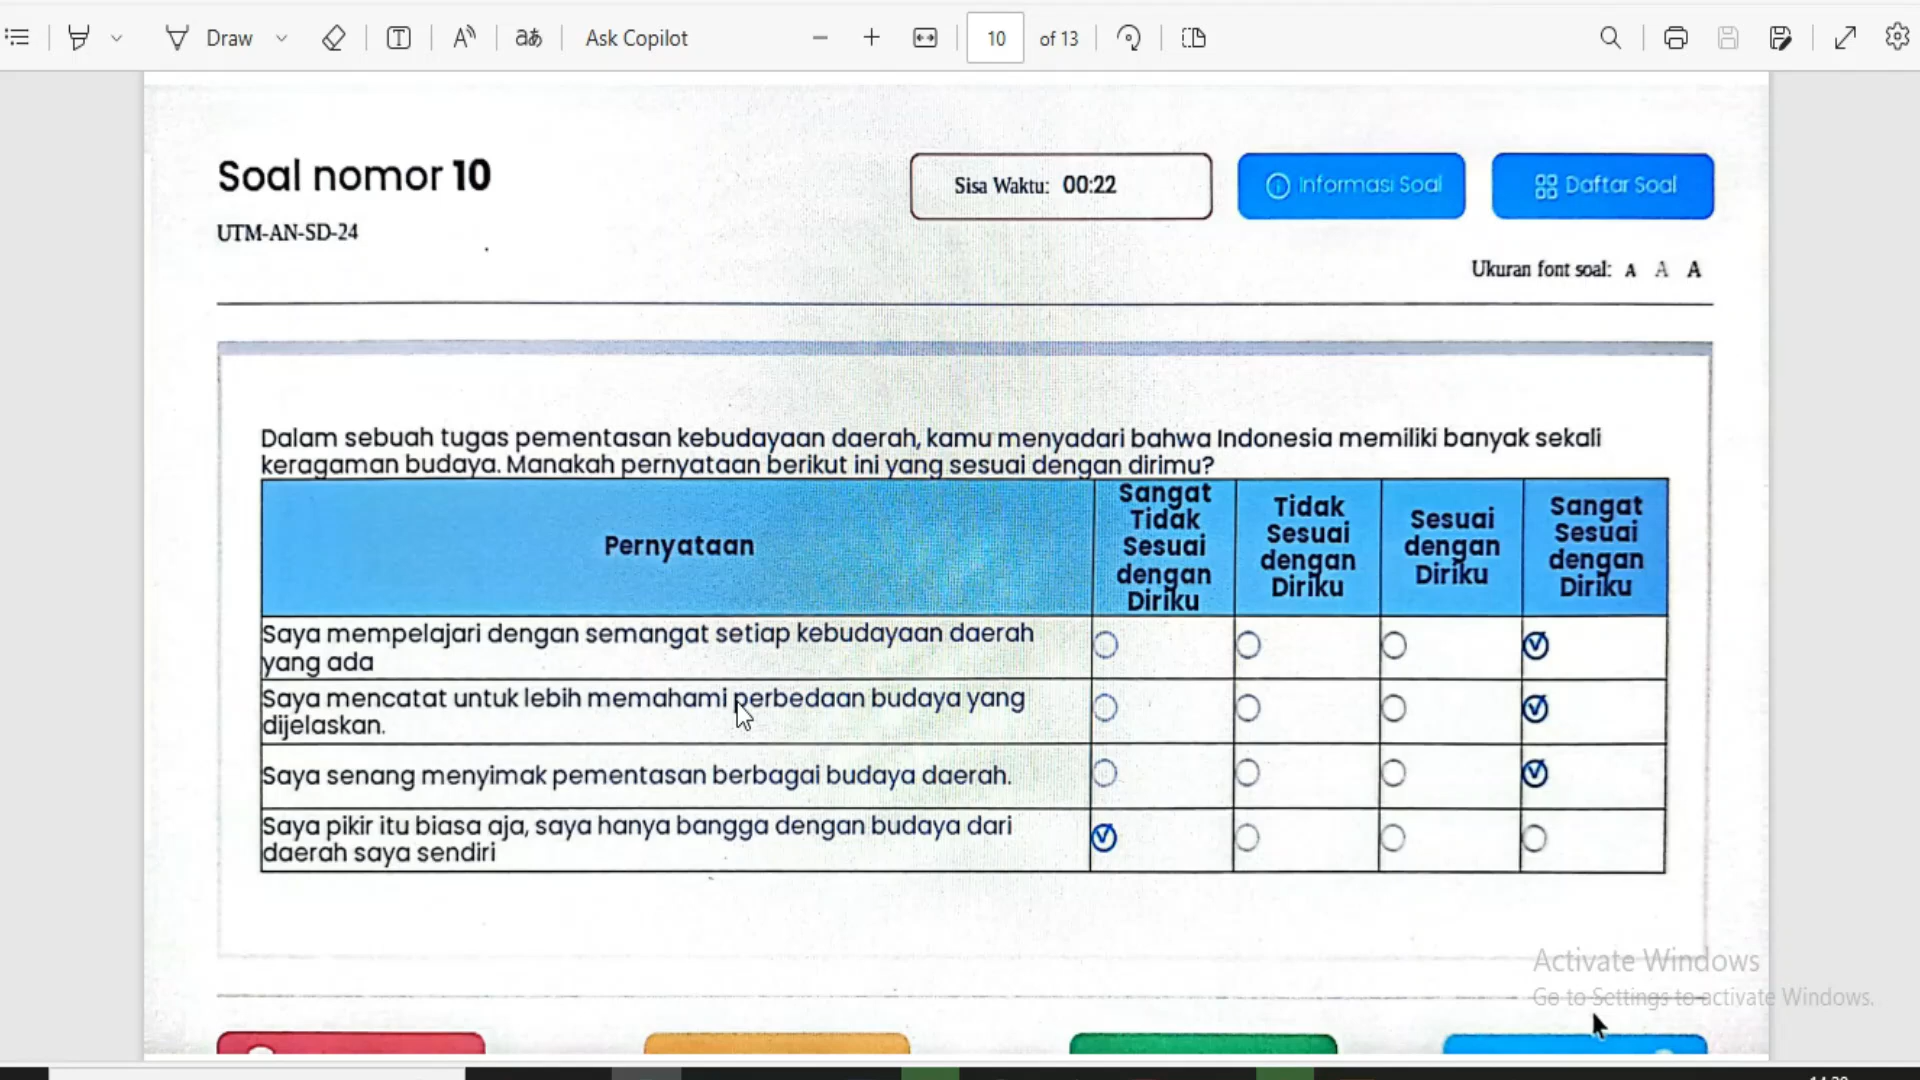 Draw
Ask Copilot
10
of 13
Soal nomor 10
Sisa Waktu: 00:22
Informasi Soal
Daftar Soal
UTM-AN-SD-24
Ukuran font soal: A A A
Dalam sebuah tugas pementasan kebudayaan daerah, kamu menyadari bahwa Indonesia memiliki banyak sekali
keragaman budaya. Manakah pernyataan berikut ini yang sesuai dengan dirimu?
Pernyataan
Sangat
Tidak
Sesuai
dengan
Diriku
Tidak
Sesuai
dengan
Diriku
Sesuai
dengan
Diriku
Sangat
Sesuai
dengan
Diriku
Saya mempelajari dengan semangat setiap kebudayaan daerah
yang ada
Saya mencatat untuk lebih memahami perbedaan budaya yang
dijelaskan.
Saya senang menyimak pementasan berbagai budaya daerah.
Saya pikir itu biasa aja, saya hanya bangga dengan budaya dari
daerah saya sendiri
Activate Windows
Go to Settings to activate Windows.